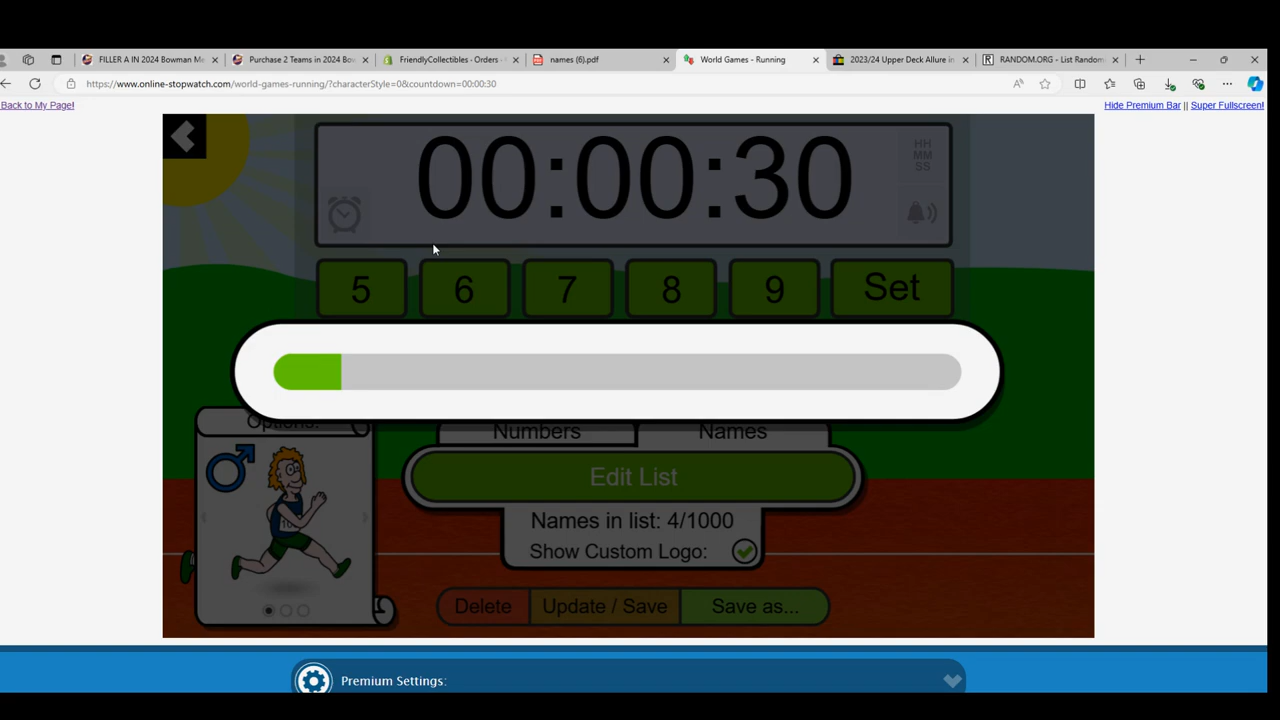 FILLER A IN 2024 Bowman Me
Purchase 2 Teams in 2024 Bo
FriendlyCollectibles · Orders ·
names (6).pdf
World Games - Running
2023/24 Upper Deck Allure in
RANDOM.ORG - List Random
https://www.online-stopwatch.com/world-games-running/?characterStyle=0&countdown=00:00:30
Back to My Page!
Hide Premium Bar || Super Fullscreen!
00:00:30
HH
MM
SS
5 6 7 8 9 Set
Options:
Numbers Names
Edit List
Names in list: 4/1000
Show Custom Logo:
Delete Update / Save Save as...
Premium Settings: